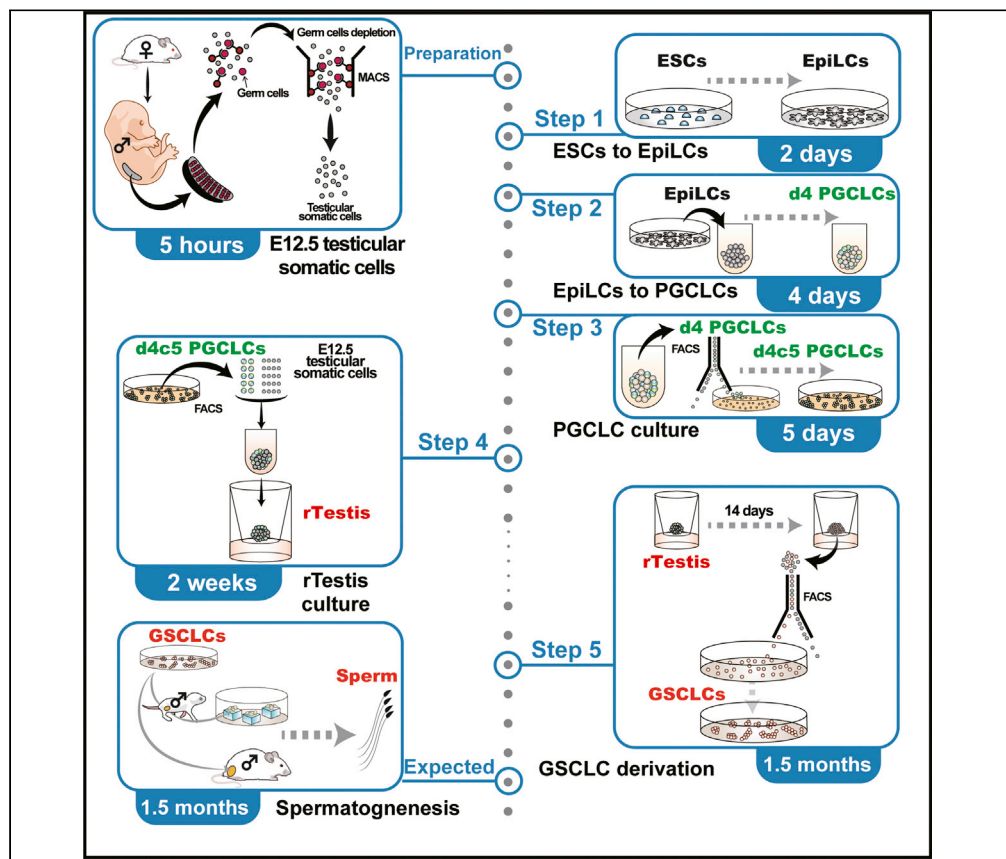 Germ cells depletion
♀
MACS
Germ cells
♂
Testicular
somatic cells
5 hours
E12.5 testicular
somatic cells
Preparation
Step 1
ESCs
EpiLCs
ESCs to EpiLCs
2 days
Step 2
EpiLCs
d4 PGCLCs
EpiLCs to PGCLCs
4 days
Step 3
d4 PGCLCs
FACS
d4c5 PGCLCs
PGCLC culture
5 days
d4c5 PGCLCs
E12.5
testicular
somatic cells
FACS
Step 4
rTestis
2 weeks
rTestis
culture
Step 5
14 days
rTestis
FACS
GSCLCs
GSCLC derivation
1.5 months
GSCLCs
♂
Sperm
♂
Expected
1.5 months
Spermatognenesis